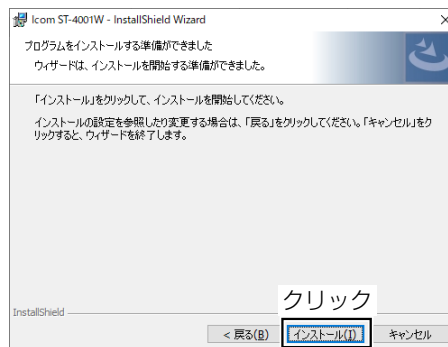 Icom ST-4001W - InstallShield Wizard
プログラムをインストールする準備ができました
ウィザードは、インストールを開始する準備ができました。
「インストール」をクリックして、インストールを開始してください。
インストールの設定を参照したり変更する場合は、「戻る」をクリックしてください。「キャンセル」をク
リックすると、ウィザードを終了します。
クリック
InstallShield
< 戻る(B) インストール(I) キャンセル